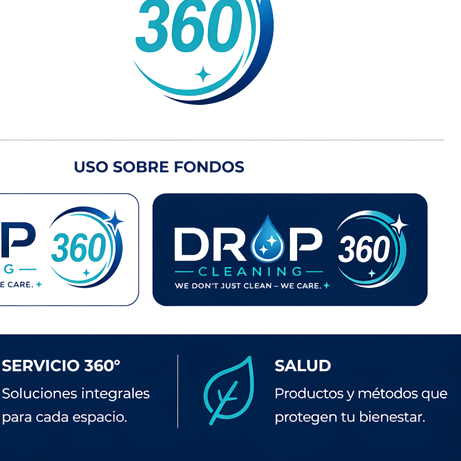 360
USO SOBRE FONDOS
P 360
G
E CARE.
DROP 360
CLEANING
WE DON'T JUST CLEAN – WE CARE.
SERVICIO 360°
Soluciones integrales
para cada espacio.
SALUD
Productos y métodos que
protegen tu bienestar.